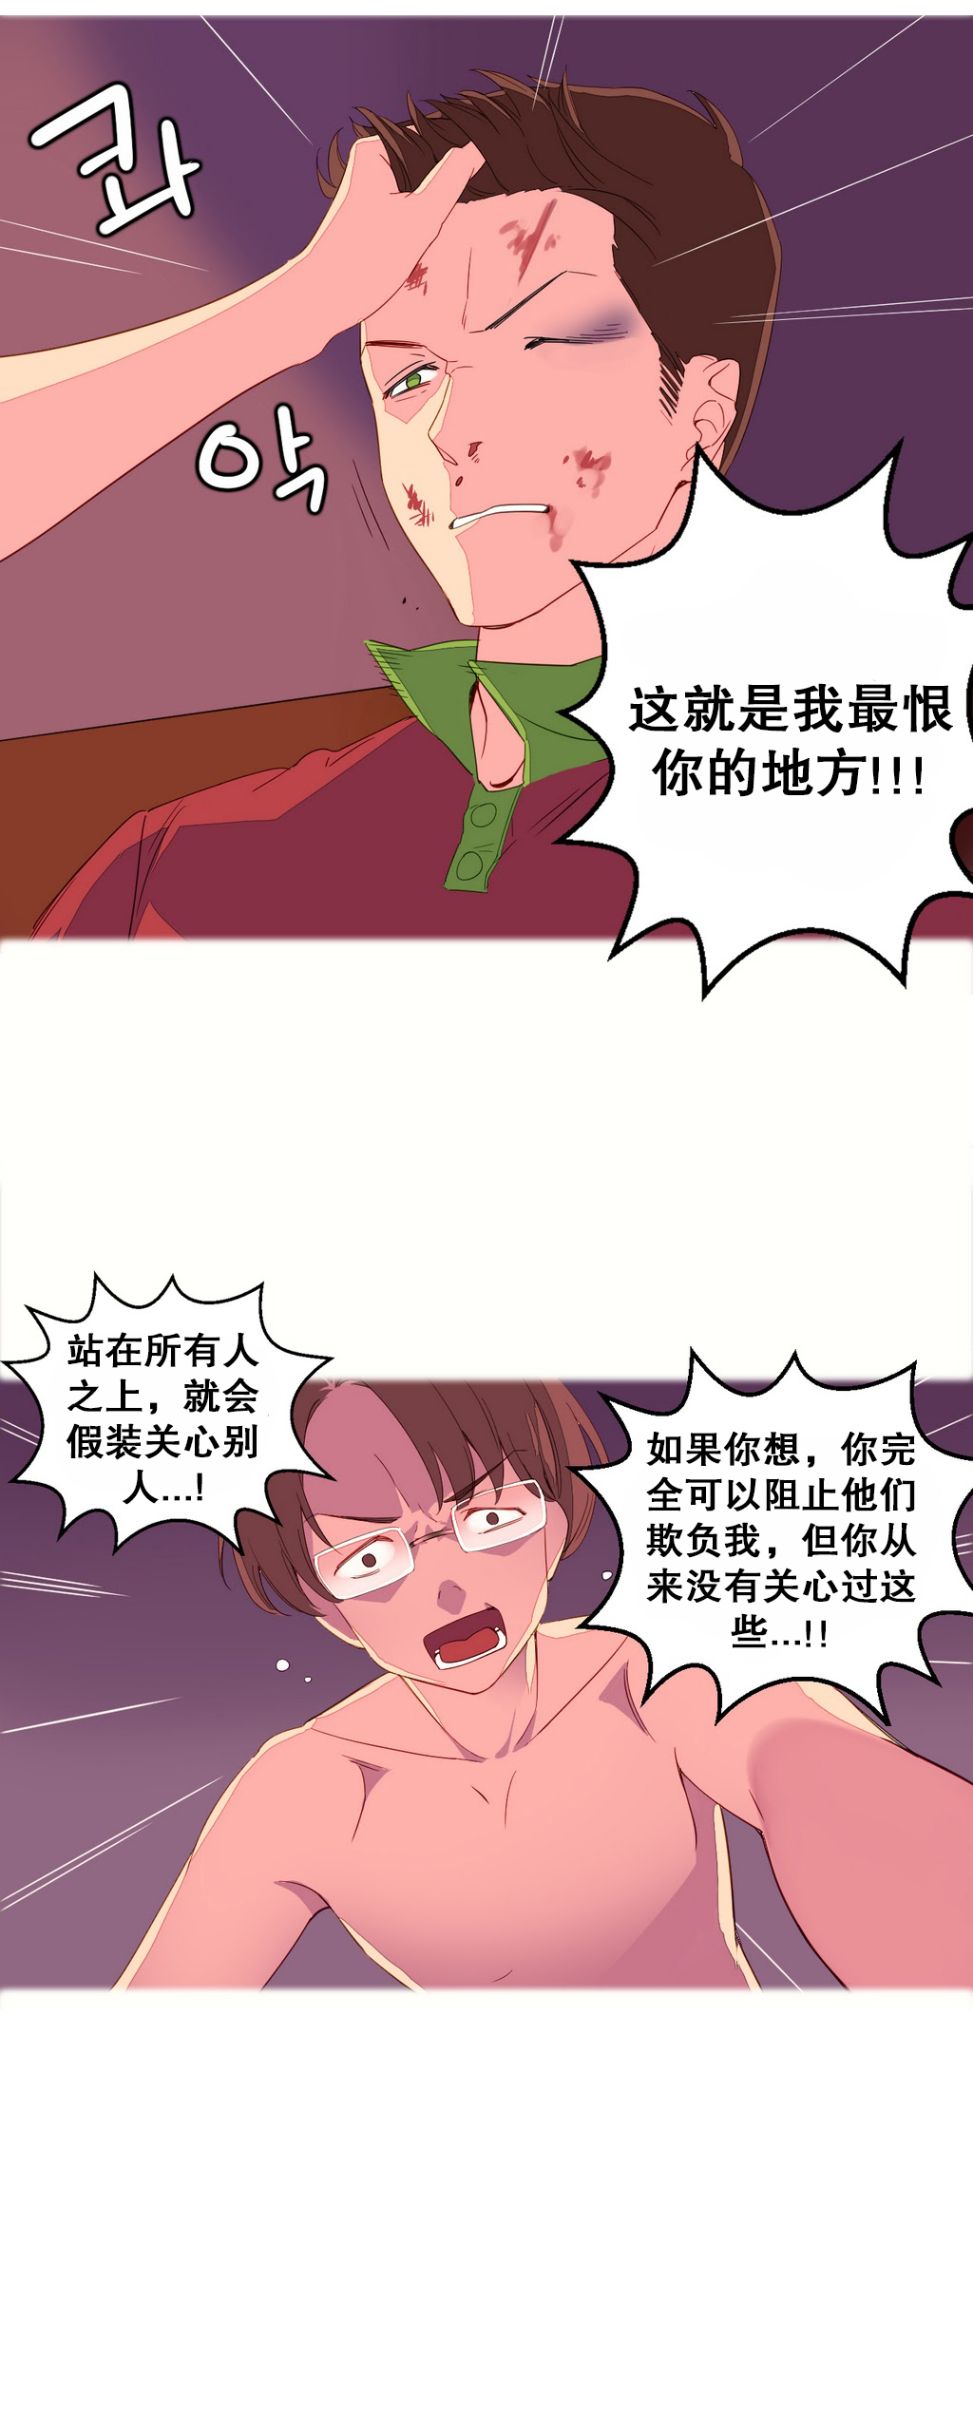 콰
악
这就是我最恨
你的地方!!!
站在所有人
之上，就会
假装关心别
人...!
如果你想，你完
全可以阻止他们
欺负我，但你从
来没有关心过这
些...!!